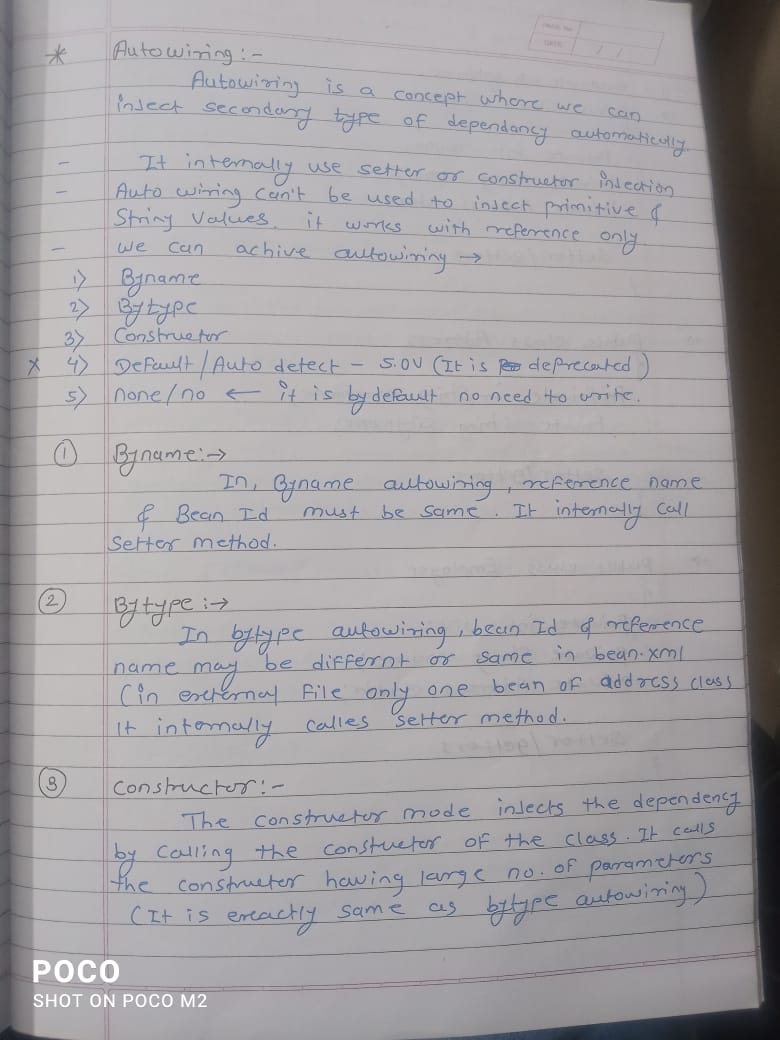 PAGE No.
DATE
* Autowiring :-
Autowiring is a concept where we can
inject secondary type of dependancy automatically.
- It internally use setter or constructor injection
- Auto wiring can't be used to inject primitive &
String values. it works with reference only.
- we can achive autowiring →
1) Byname
2) Bytype
3) Constructor
x 4) Default / Auto detect - 5.0V (It is deprecated)
5) none/no ← it is by default no need to write.
① Byname :→
In, Byname autowiring, reference name
& Bean Id must be same. It internally call
Setter method.
② Bytype :→
In bytype autowiring, bean Id & reference
name may be differnt or same in bean.xml
(in external File only one bean of address class
It internally calles setter method.
③ Constructor :-
The constructor mode injects the dependency
by calling the constructor of the class. It calls
the constructer having large no. of parameters
(It is exactly same as bytype autowiring)
POCO
SHOT ON POCO M2